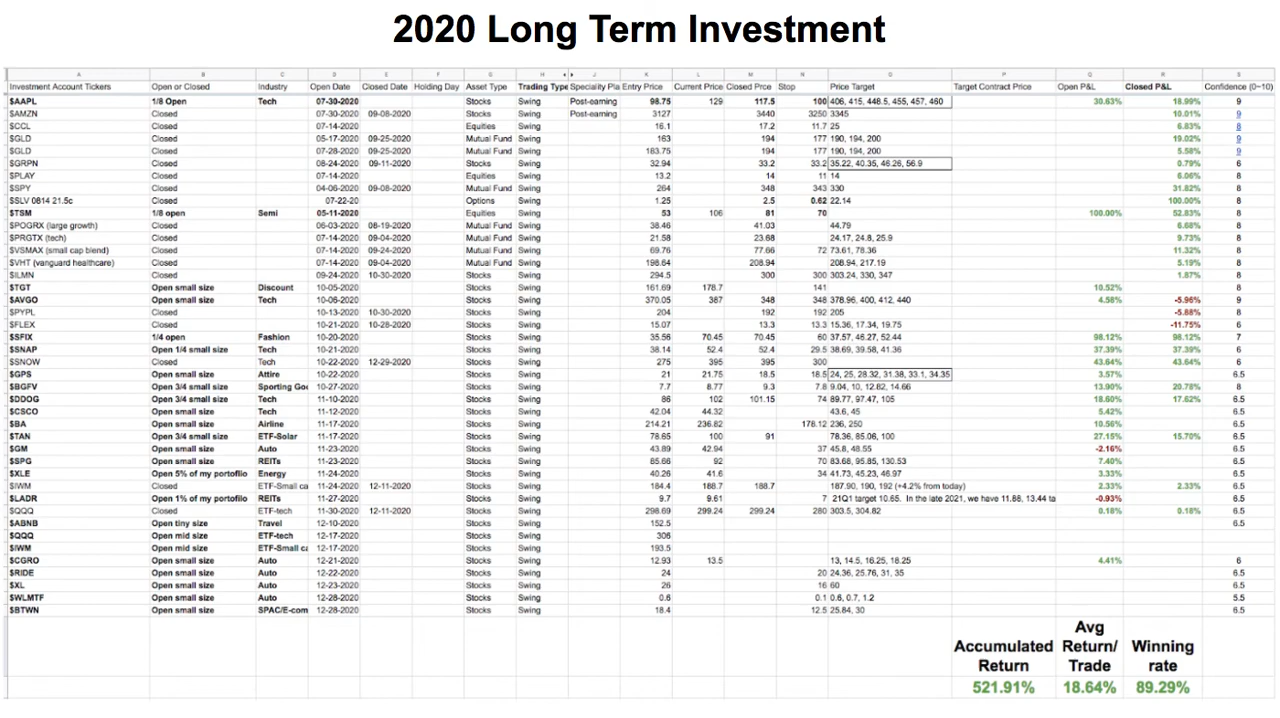 2020 Long Term Investment
A B C D E F G H J K L M N O P Q R S
Investment Account Tickers Open or Closed Industry Open Date Closed Date Holding Day Asset Type Trading Type Speciality Pla Entry Price Current Price Closed Prce Stop Price Target Target Contract Price Open P&L Closed P&L Confidence (0~10)
$AAPL 1/8 Open Tech 07-30-2020 Stocks Swing Post-earning 98.75 129 117.5 100 406, 415, 448.5, 455, 457, 460 30.63% 18.99% 9
$AMZN Closed 07-30-2020 09-08-2020 Stocks Swing Post-earning 3127 3440 3250 3345 10.01% 9
$CCL Closed 07-14-2020 Equities Swing 16.1 17.2 11.7 25 6.83% 8
$GLD Closed 05-17-2020 09-25-2020 Mutual Fund Swing 163 194 177 190, 194, 200 19.02% 9
$GLD Closed 07-28-2020 09-25-2020 Mutual Fund Swing 183.75 194 177 190, 194, 200 5.58% 9
$GRPN Closed 08-24-2020 09-11-2020 Stocks Swing 32.94 33.2 33.2 35.22, 40.35, 46.26, 56.9 0.79% 6
$PLAY Closed 07-14-2020 Equities Swing 13.2 14 11 14 6.06% 8
$SPY Closed 04-06-2020 09-08-2020 Mutual Fund Swing 264 348 343 330 31.82% 8
$SLV 0814 21.5c Closed 07-22-20 Options Swing 1.25 2.5 0.62 22.14 100.00% 8
$TSM 1/8 open Semi 05-11-2020 Equities Swing 53 106 81 70 100.00% 52.83% 8
$POGRX (large growth) Closed 06-03-2020 08-19-2020 Mutual Fund Swing 38.46 41.03 44.79 6.68% 8
$PRGTX (tech) Closed 07-14-2020 09-04-2020 Mutual Fund Swing 21.58 23.68 24.17, 24.8, 25.9 9.73% 8
$VSMAX (small cap blend) Closed 07-14-2020 09-24-2020 Mutual Fund Swing 69.76 77.66 72 73.61, 78.36 11.32% 8
$VHT (vanguard healthcare) Closed 07-14-2020 09-04-2020 Mutual Fund Swing 198.64 208.94 208.94, 217.19 5.19% 8
$ILMN Closed 09-24-2020 10-30-2020 Stocks Swing 294.5 300 300 303.24, 330, 347 1.87% 8
$TGT Open small size Discount 10-05-2020 Stocks Swing 161.69 178.7 141 10.52% 8
$AVGO Open small size Tech 10-06-2020 Stocks Swing 370.05 387 348 348 378.96, 400, 412, 440 4.58% -5.96% 9
$PYPL Closed 10-13-2020 10-30-2020 Stocks Swing 204 192 192 205 -5.88% 8
$FLEX Closed 10-21-2020 10-28-2020 Stocks Swing 15.07 13.3 13.3 15.36, 17.34, 19.75 -11.75% 6
$SFIX 1/4 open Fashion 10-20-2020 Stocks Swing 35.56 70.45 70.45 60 37.57, 46.27, 52.44 98.12% 98.12% 7
$SNAP Open 1/4 small size Tech 10-21-2020 Stocks Swing 38.14 52.4 52.4 29.5 38.69, 39.58, 41.36 37.39% 37.39% 6
$SNOW Closed Tech 10-22-2020 12-29-2020 Stocks Swing 275 395 395 300 43.64% 43.64% 6
$GPS Open small size Attire 10-22-2020 Stocks Swing 21 21.75 18.5 18.5 24, 25, 28.32, 31.38, 33.1, 34.35 3.57% 6.5
$BGFV Open 3/4 small size Sporting Goo 10-27-2020 Stocks Swing 7.7 8.77 9.3 7.8 9.04, 10, 12.82, 14.66 13.90% 20.78% 8
$DDOG Open 3/4 small size Tech 11-10-2020 Stocks Swing 86 102 101.15 74 89.77, 97.47, 105 18.60% 17.62% 6.5
$CSCO Open small size Tech 11-12-2020 Stocks Swing 42.04 44.32 43.6, 45 5.42% 6.5
$BA Open small size Airline 11-17-2020 Stocks Swing 214.21 236.82 178.12 236, 250 10.56% 6.5
$TAN Open 3/4 small size ETF-Solar 11-17-2020 Stocks Swing 78.65 100 91 78.36, 85.06, 100 27.15% 15.70% 6.5
$GM Open small size Auto 11-23-2020 Stocks Swing 43.89 42.94 37 45.8, 48.55 -2.16% 6.5
$SPG Open small size REITs 11-23-2020 Stocks Swing 85.66 92 70 83.68, 95.85, 130.53 7.40% 6.5
$XLE Open 5% of my portoflio Energy 11-24-2020 Stocks Swing 40.26 41.6 34 41.73, 45.23, 46.97 3.33% 6.5
$IWM Closed ETF-Small ca 11-24-2020 12-11-2020 Stocks Swing 184.4 188.7 188.7 187.90, 190, 192 (+4.2% from today) 2.33% 2.33% 6.5
$LADR Open 1% of my portfolio REITs 11-27-2020 Stocks Swing 9.7 9.61 7 21Q1 target 10.65. In the late 2021, we have 11.88, 13.44 ta -0.93% 6.5
$QQQ Closed ETF-tech 11-30-2020 12-11-2020 Stocks Swing 298.69 299.24 299.24 280 303.5, 304.82 0.18% 0.18% 6.5
$ABNB Open tiny size Travel 12-10-2020 Stocks Swing 152.5 6.5
$QQQ Open mid size ETF-tech 12-17-2020 Stocks Swing 306
$IWM Open mid size ETF-Small ca 12-17-2020 Stocks Swing 193.5
$CGRO Open small size Auto 12-21-2020 Stocks Swing 12.93 13.5 13, 14.5, 16.25, 18.25 4.41% 6
$RIDE Open small size Auto 12-22-2020 Stocks Swing 24 20 24.36, 25.76, 31, 35 6.5
$XL Open small size Auto 12-23-2020 Stocks Swing 26 16 60 6.5
$WLMTF Open small size Auto 12-28-2020 Stocks Swing 0.6 0.1 0.6, 0.7, 1.2 5.5
$BTWN Open small size SPAC/E-com 12-28-2020 Stocks Swing 18.4 12.5 25.84, 30 6.5
Accumulated Return Avg Return/ Trade Winning rate
521.91% 18.64% 89.29%